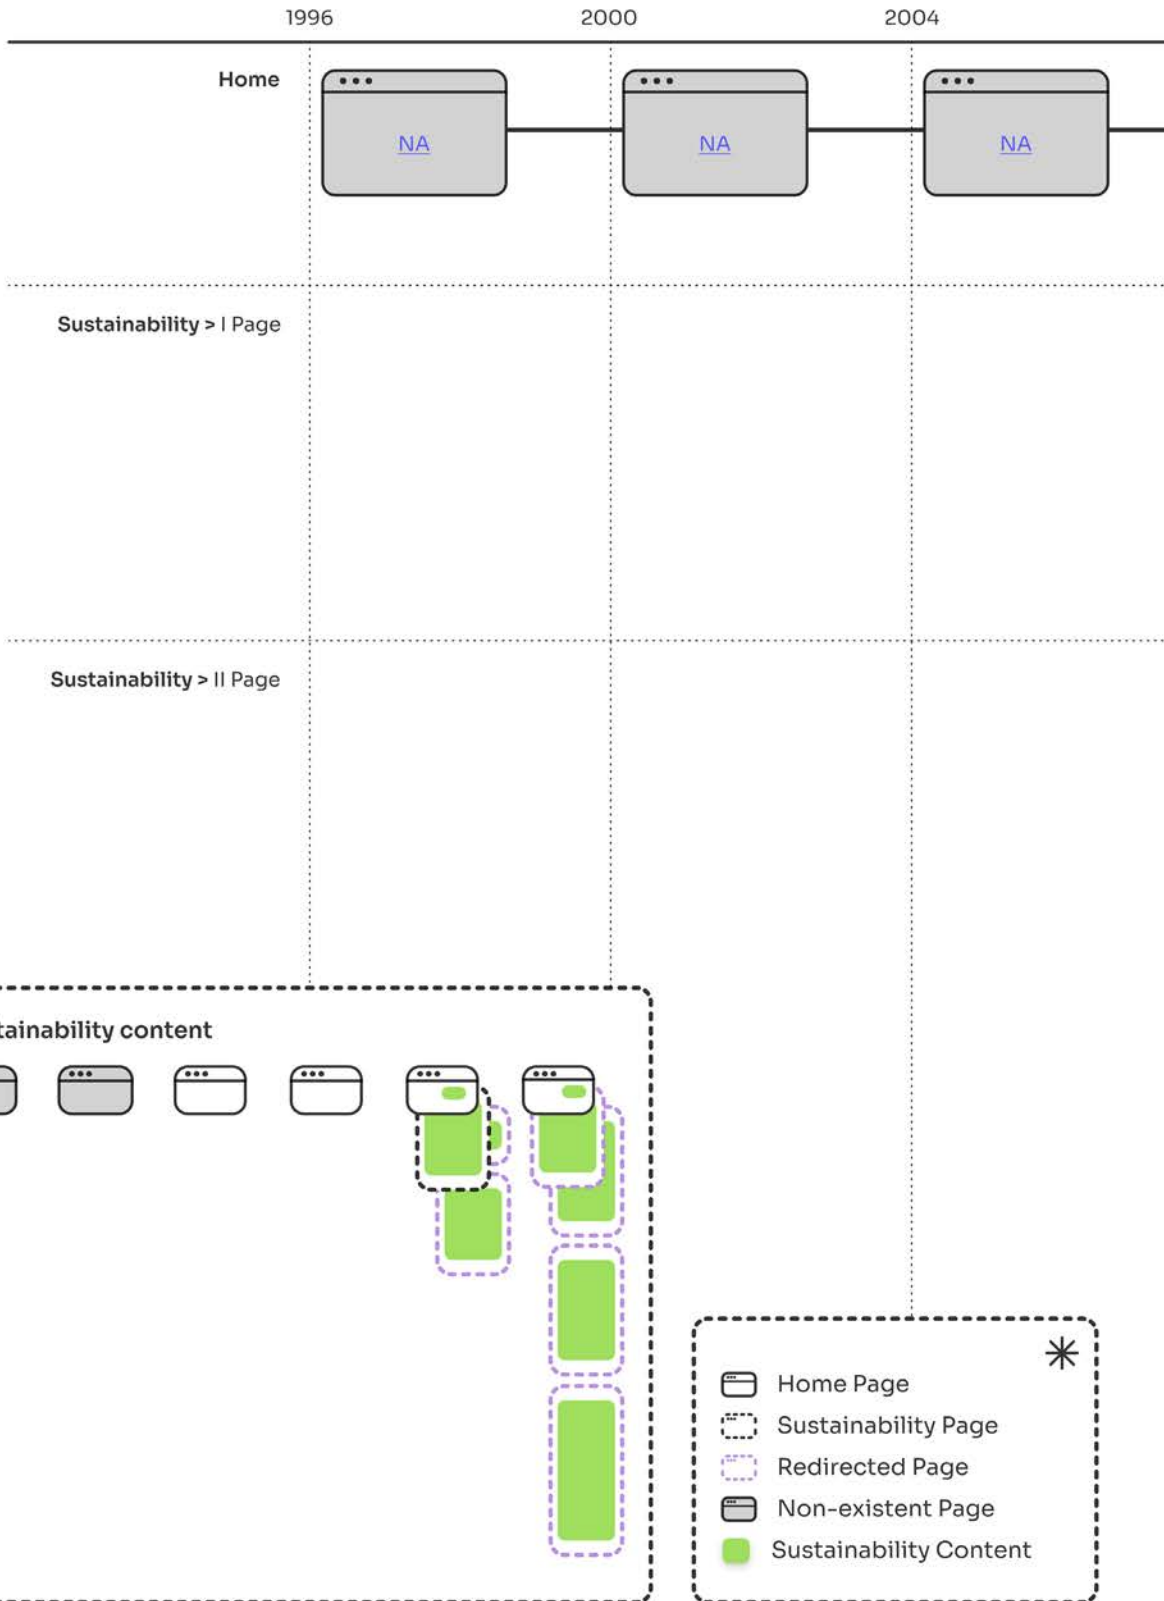 1996
2000
2004
Home
NA
NA
NA
Sustainability > I Page
Sustainability > II Page
tainability content
Home Page
Sustainability Page
Redirected Page
Non-existent Page
Sustainability Content